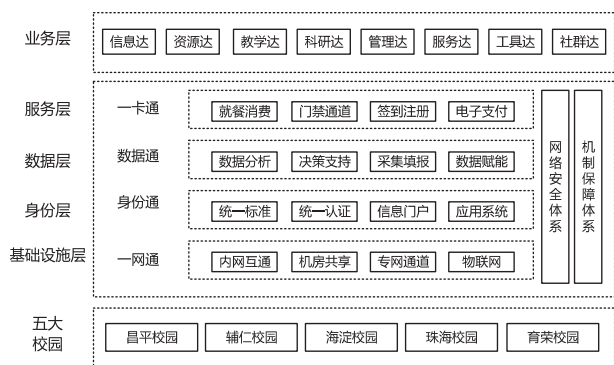 业务层
信息达 资源达 教学达 科研达 管理达 服务达 工具达 社群达
服务层 一卡通 就餐消费 门禁通道 签到注册 电子支付
数据层 数据通 数据分析 决策支持 采集填报 数据赋能
身份层 身份通 统一标准 统一认证 信息门户 应用系统
基础设施层 一网通 内网互通 机房共享 专网通道 物联网
网络安全体系
机制保障体系
五大
校园
昌平校园 辅仁校园 海淀校园 珠海校园 育荣校园